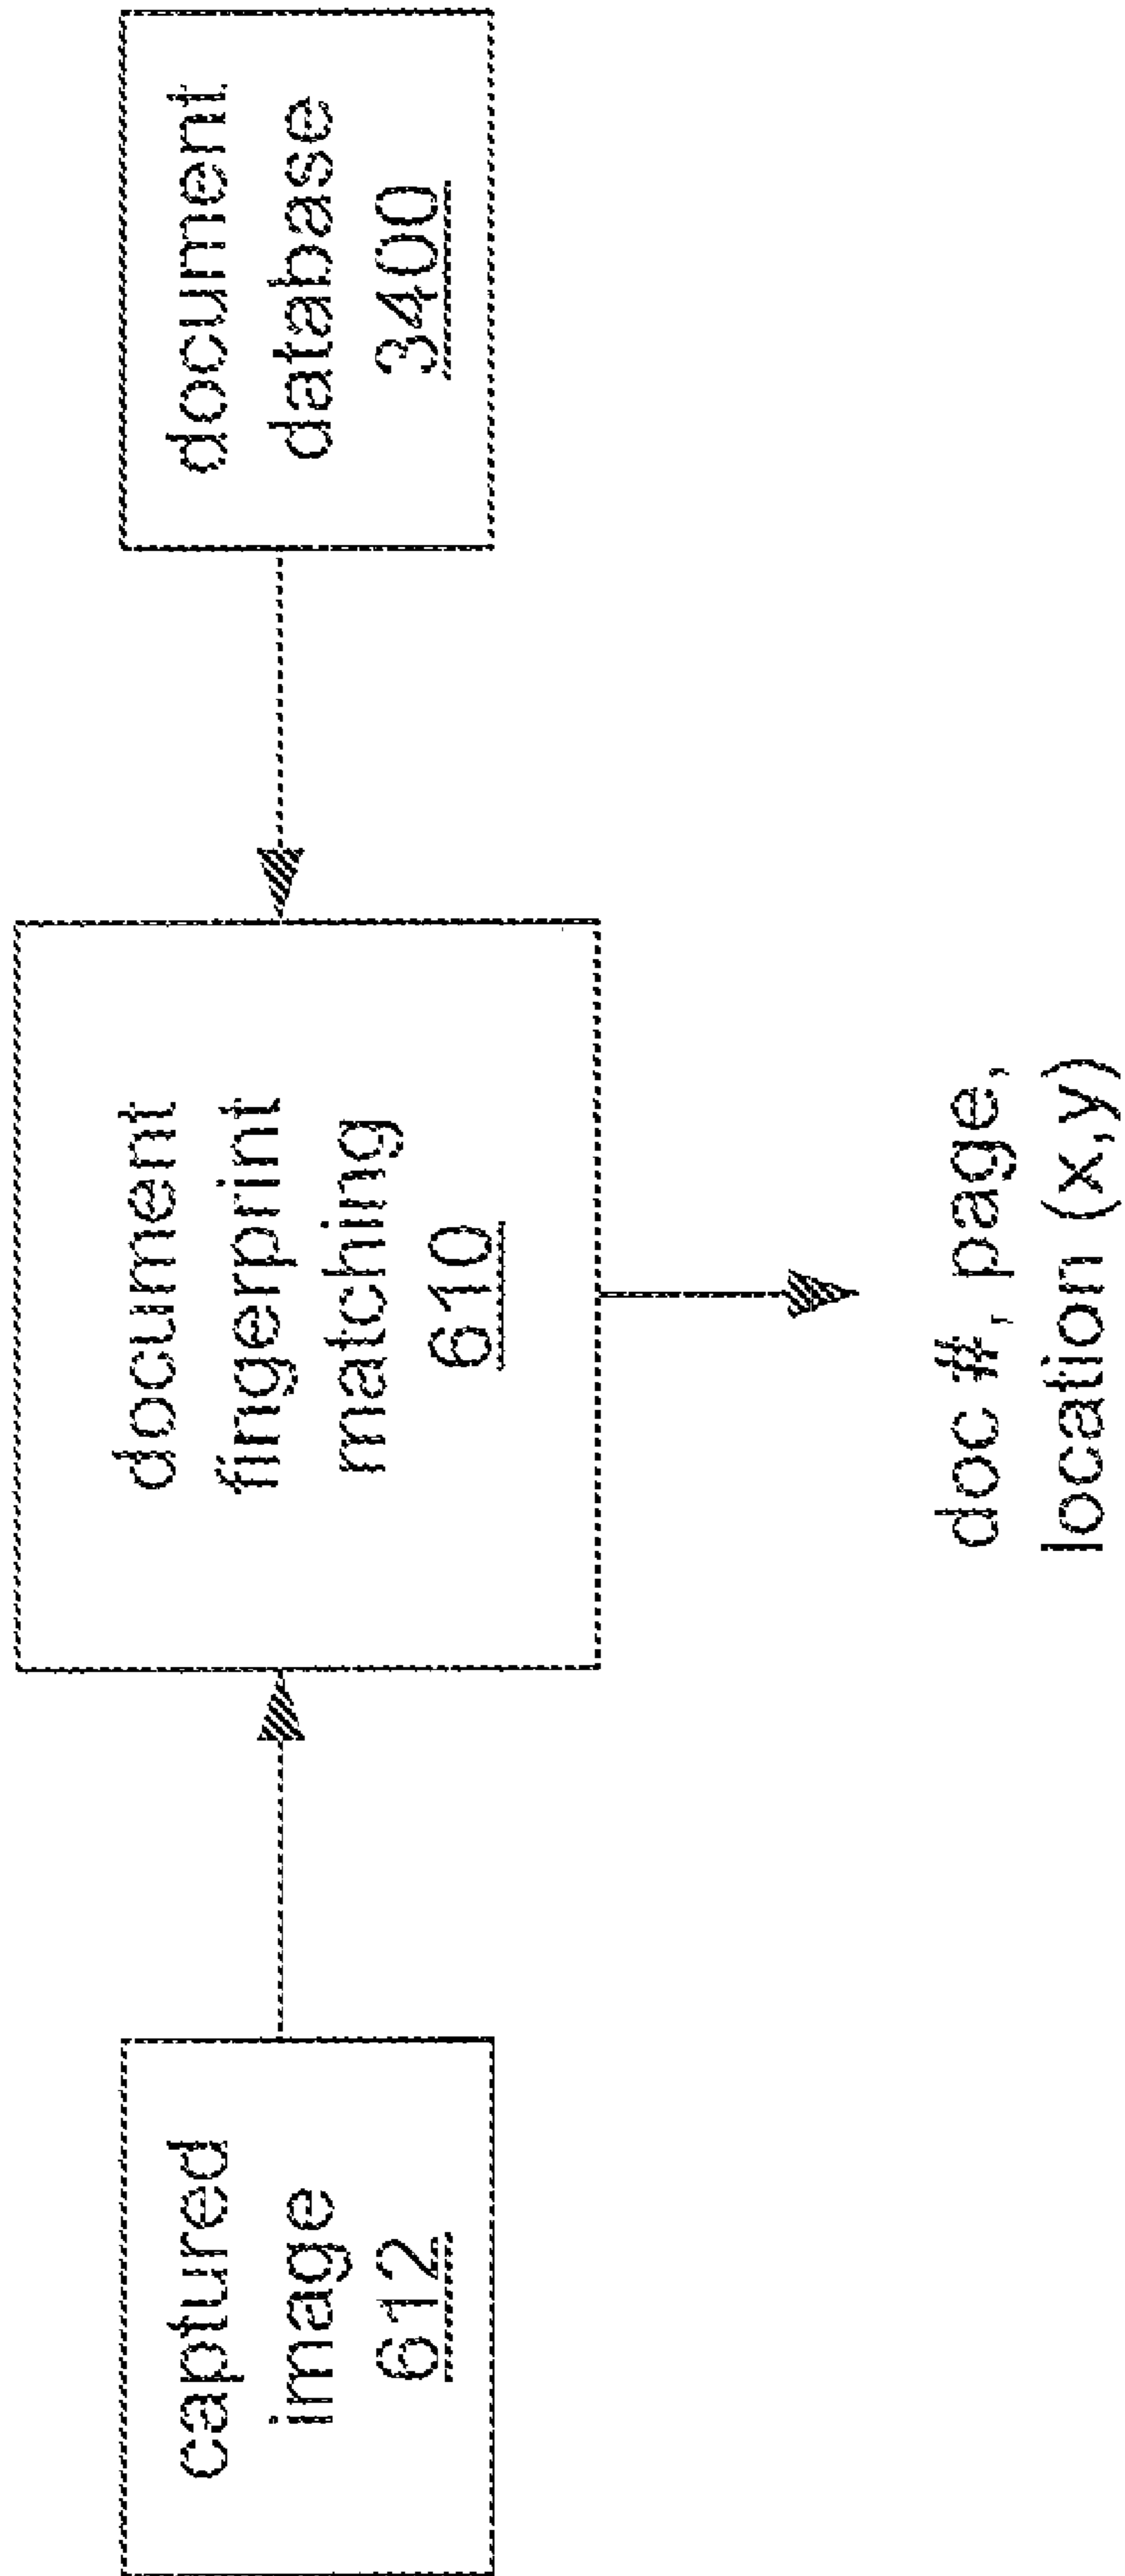 captured
image
612
document
fingerprint
matching
610
document
database
3400
doc #, page,
location (x,y)